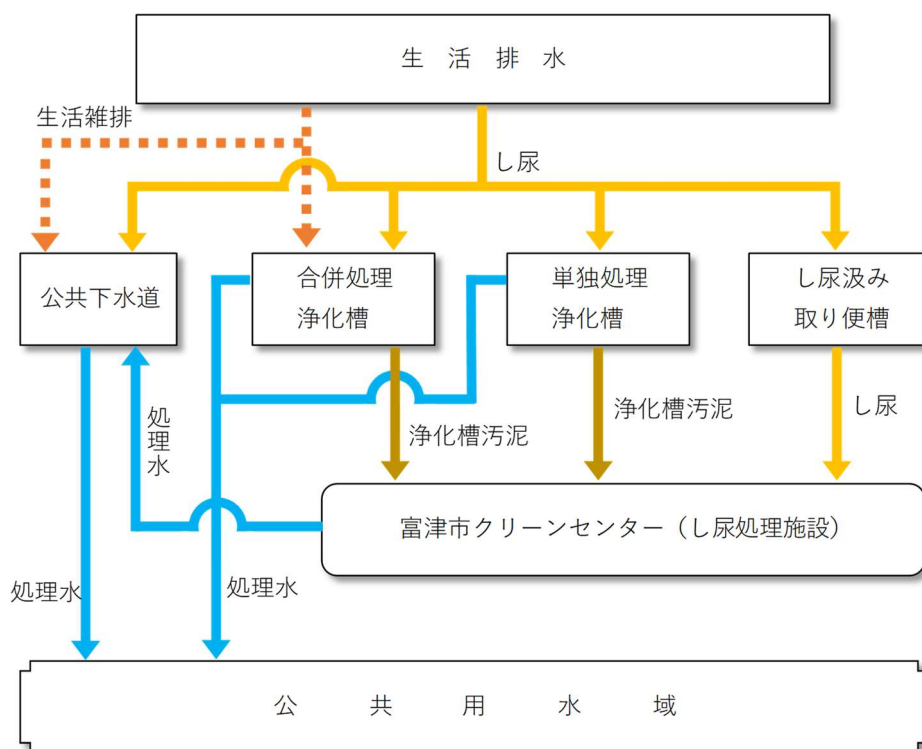 生活排水
生活雑排
し尿
公共下水道
合併処理
浄化槽
単独処理
浄化槽
し尿汲み
取り便槽
処理水
浄化槽汚泥
浄化槽汚泥
し尿
富津市クリーンセンター（し尿処理施設）
処理水
処理水
公共用水域